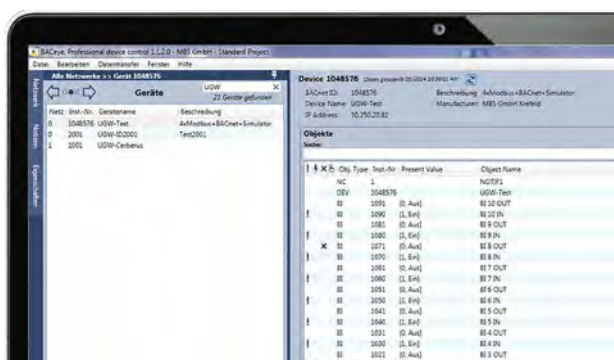 BACeye, Professional device control 1.1.2.0 - MBS GmbH - Standard Project
Datei Bearbeiten Datentransfer Fenster Hilfe
Alle Netzwerke >> Gerät 1048576
Geräte
UGW
21 Geräte gefunden
Netz Inst.-Nr. Gerätename Beschreibung
0 1048576 UGW-Test 4xModbus+BACnet+Simulator
0 2001 UGW-ID2001 Test2001
1 1001 UGW-Cerberus
Netzwerk
Notizen
Eigenschaften
Device 1048576
BACnet ID: 1048576 Beschreibung: 4xModbus+BACnet+Simulator
Device Name: UGW-Test Manufacturer: MBS GmbH Krefeld
IP Address: 10.250.20.82
Objekte
Suche:
Obj. Type Inst.-Nr Present Value Object Name
NC 1 NOTIF1
DEV 1048576 UGW-Test
BI 1091 [0, Aus] BI 10 OUT
! BI 1090 [1, Ein] BI 10 IN
BI 1081 [0, Aus] BI 9 OUT
! BI 1080 [1, Ein] BI 9 IN
× BI 1071 [0, Aus] BI 8 OUT
! BI 1070 [1, Ein] BI 8 IN
BI 1061 [0, Aus] BI 7 OUT
! BI 1060 [1, Ein] BI 7 IN
BI 1051 [0, Aus] BI 6 OUT
! BI 1050 [1, Ein] BI 6 IN
BI 1041 [0, Aus] BI 5 OUT
! BI 1040 [1, Ein] BI 5 IN
BI 1031 [0, Aus] BI 4 OUT
! BI 1030 [1, Ein] BI 4 IN
BI 1021 [0, Aus] BI 3 OUT